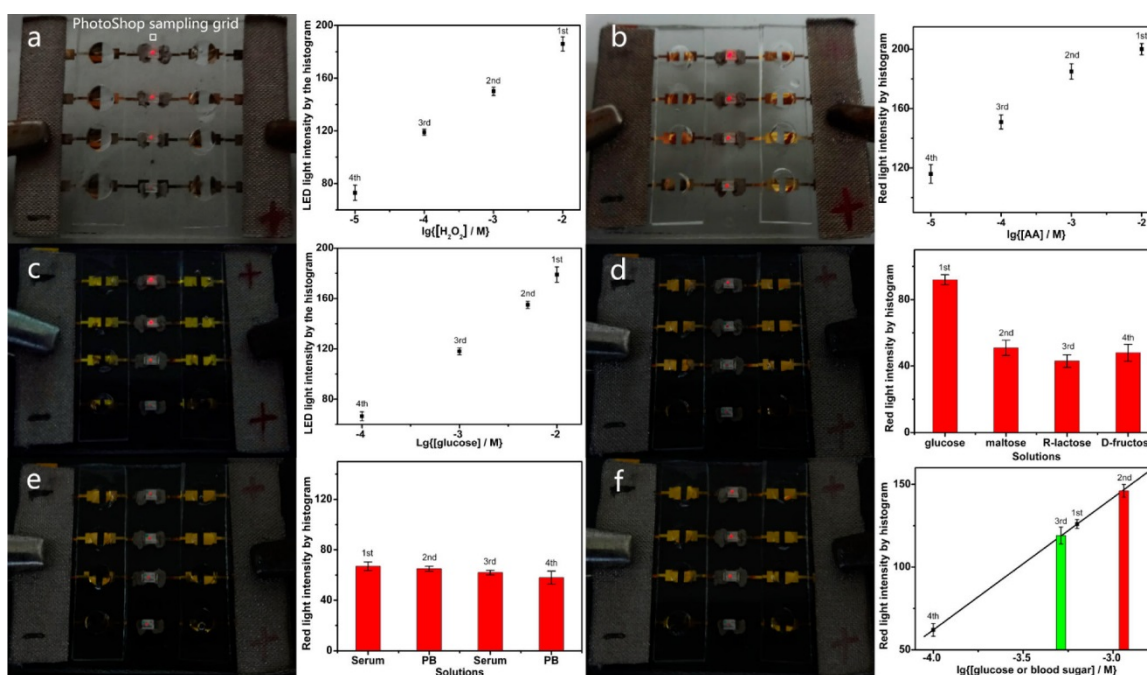 a
PhotoShop sampling grid
-
+
LED light intensity by the histogram
200
160
120
80
1st
2nd
3rd
4th
-5
-4
-3
-2
lg{[H₂O₂] / M}
b
+
Red light intensity by histogram
200
160
120
1st
2nd
3rd
4th
-5
-4
-3
-2
lg{[AA] / M}
c
-
+
-
+
LED light intensity by the histogram
180
120
60
1st
2nd
3rd
4th
-4
-3
-2
Lg{[glucose] / M}
d
Red light intensity by histogram
80
40
0
1st
2nd
3rd
4th
glucose
maltose
R-lactose
D-fructos
Solutions
e
Red light intensity by histogram
120
80
40
0
1st
2nd
3rd
4th
Serum
PB
Serum
PB
Solutions
f
Red light intensity by histogram
150
100
50
2nd
1st
3rd
4th
-4.0
-3.5
-3.0
lg{[glucose or blood sugar] / M}